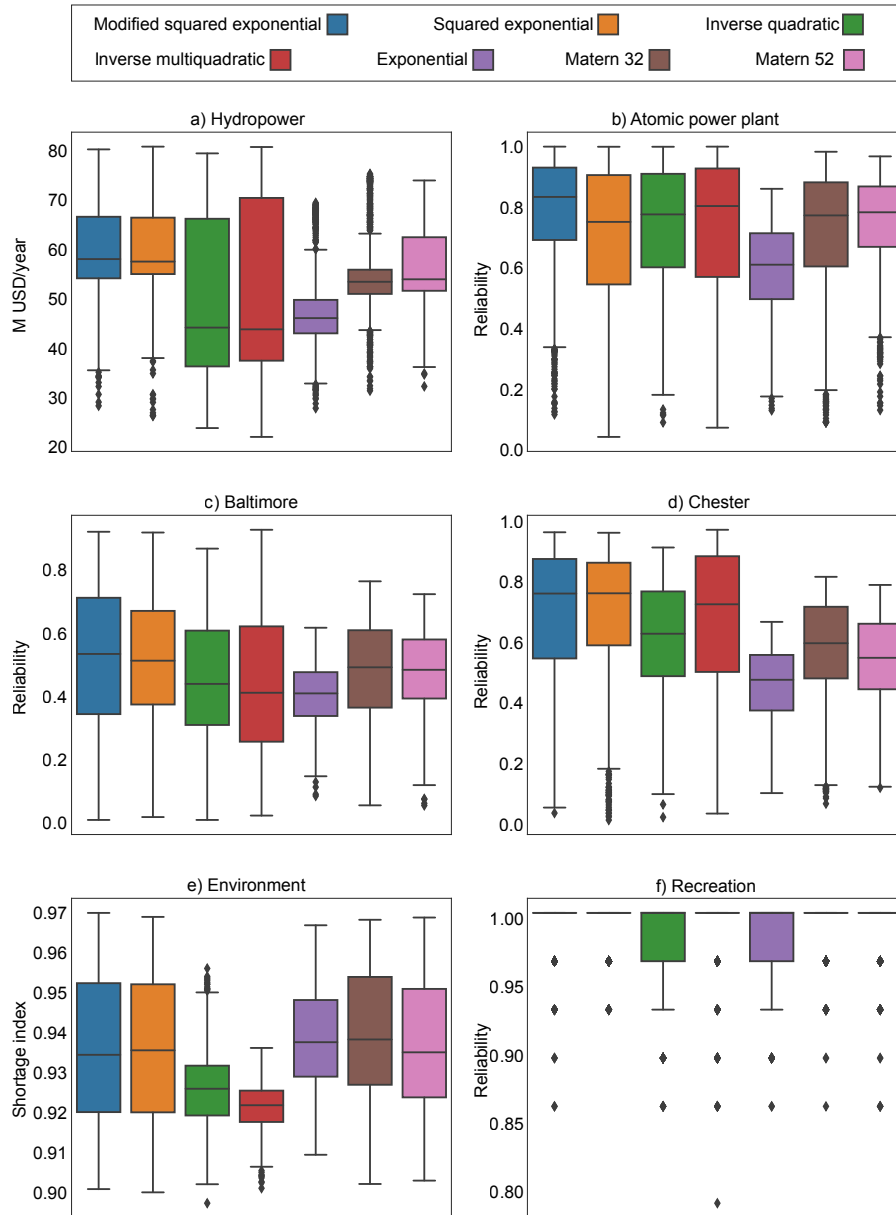 Modified squared exponential Squared exponential Inverse quadratic
Inverse multiquadratic Exponential Matern 32 Matern 52
a) Hydropower
M USD/year
80
70
60
50
40
30
20
b) Atomic power plant
Reliability
1.0
0.8
0.6
0.4
0.2
0.0
c) Baltimore
Reliability
0.8
0.6
0.4
0.2
0.0
d) Chester
Reliability
1.0
0.8
0.6
0.4
0.2
0.0
e) Environment
Shortage index
0.97
0.96
0.95
0.94
0.93
0.92
0.91
0.90
f) Recreation
Reliability
1.00
0.95
0.90
0.85
0.80